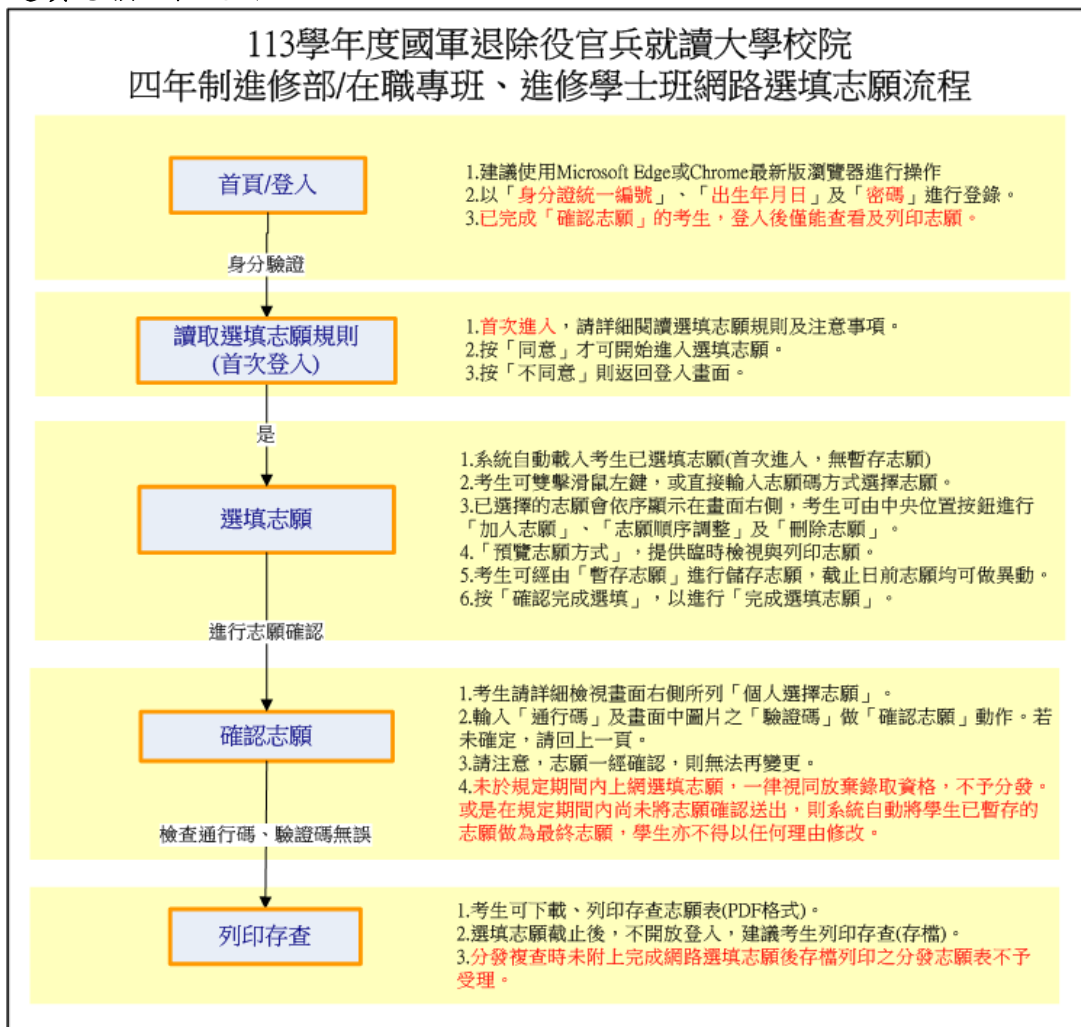 113學年度國軍退除役官兵就讀大學校院
四年制進修部/在職專班、進修學士班網路選填志願流程
首頁/登入
1.建議使用Microsoft Edge或Chrome最新版瀏覽器進行操作
2.以「身分證統一編號」、「出生年月日」及「密碼」進行登錄。
3.已完成「確認志願」的考生，登入後僅能查看及列印志願。
身分驗證
讀取選填志願規則
(首次登入)
1.首次進入，請詳細閱讀選填志願規則及注意事項。
2.按「同意」才可開始進入選填志願。
3.按「不同意」則返回登入畫面。
是
選填志願
1.系統自動載入考生已選填志願(首次進入，無暫存志願)
2.考生可雙擊滑鼠左鍵，或直接輸入志願碼方式選擇志願。
3.已選擇的志願會依序顯示在畫面右側，考生可由中央位置按鈕進行
「加入志願」、「志願順序調整」及「刪除志願」。
4.「預覽志願方式」，提供臨時檢視與列印志願。
5.考生可經由「暫存志願」進行儲存志願，截止日前志願均可做異動。
6.按「確認完成選填」，以進行「完成選填志願」。
進行志願確認
確認志願
1.考生請詳細檢視畫面右側所列「個人選擇志願」。
2.輸入「通行碼」及畫面中圖片之「驗證碼」做「確認志願」動作。若
未確定，請回上一頁。
3.請注意，志願一經確認，則無法再變更。
4.未於規定期間內上網選填志願，一律視同放棄錄取資格，不予分發。
或是在規定期間內尚未將志願確認送出，則系統自動將學生已暫存的
志願做為最終志願，學生亦不得以任何理由修改。
檢查通行碼、驗證碼無誤
列印存查
1.考生可下載、列印存查志願表(PDF格式)。
2.選填志願截止後，不開放登入，建議考生列印存查(存檔)。
3.分發複查時未附上完成網路選填志願後存檔列印之分發志願表不予
受理。